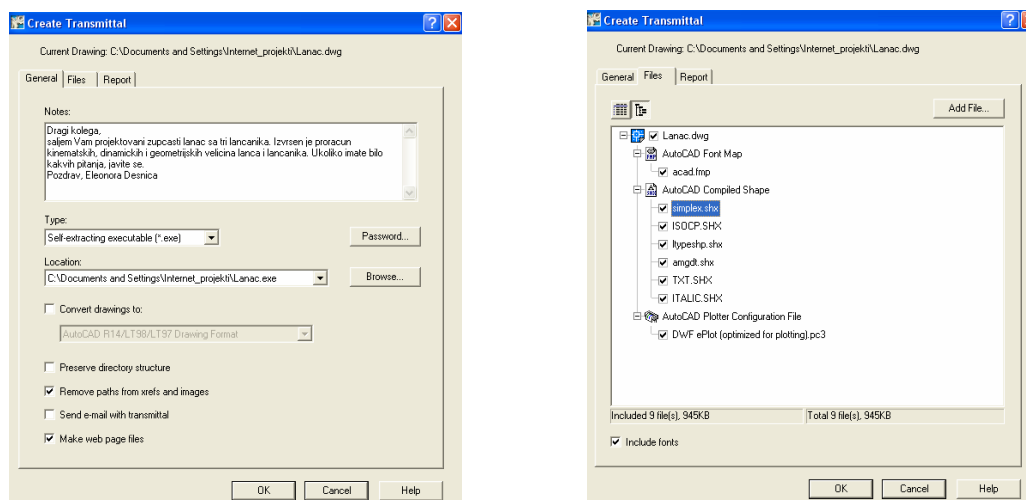 Create Transmittal
Current Drawing: C:\Documents and Settings\Internet_projekti\Lanac.dwg
General Files Report
Notes:
Dragi kolega,
saljem Vam projektovani zupcasti lanac sa tri lancanika. Izvrsen je proracun
kinematskih, dinamickih i geometrijskih velicina lanca i lancanika. Ukoliko imate bilo
kakvih pitanja, javite se.
Pozdrav, Eleonora Desnica
Type:
Self-extracting executable (*.exe)
Password...
Location:
C:\Documents and Settings\Internet_projekti\Lanac.exe
Browse...
Convert drawings to:
AutoCAD R14/LT98/LT97 Drawing Format
Preserve directory structure
Remove paths from xrefs and images
Send e-mail with transmittal
Make web page files
OK Cancel Help
Create Transmittal
Current Drawing: C:\Documents and Settings\Internet_projekti\Lanac.dwg
General Files Report
Add File...
Lanac.dwg
AutoCAD Font Map
acad.fmp
AutoCAD Compiled Shape
simplex.shx
ISOCP.SHX
ltypeshp.shx
amgdt.shx
TXT.SHX
ITALIC.SHX
AutoCAD Plotter Configuration File
DWF ePlot (optimized for plotting).pc3
Included 9 file(s), 945KB Total 9 file(s), 945KB
Include fonts
OK Cancel Help